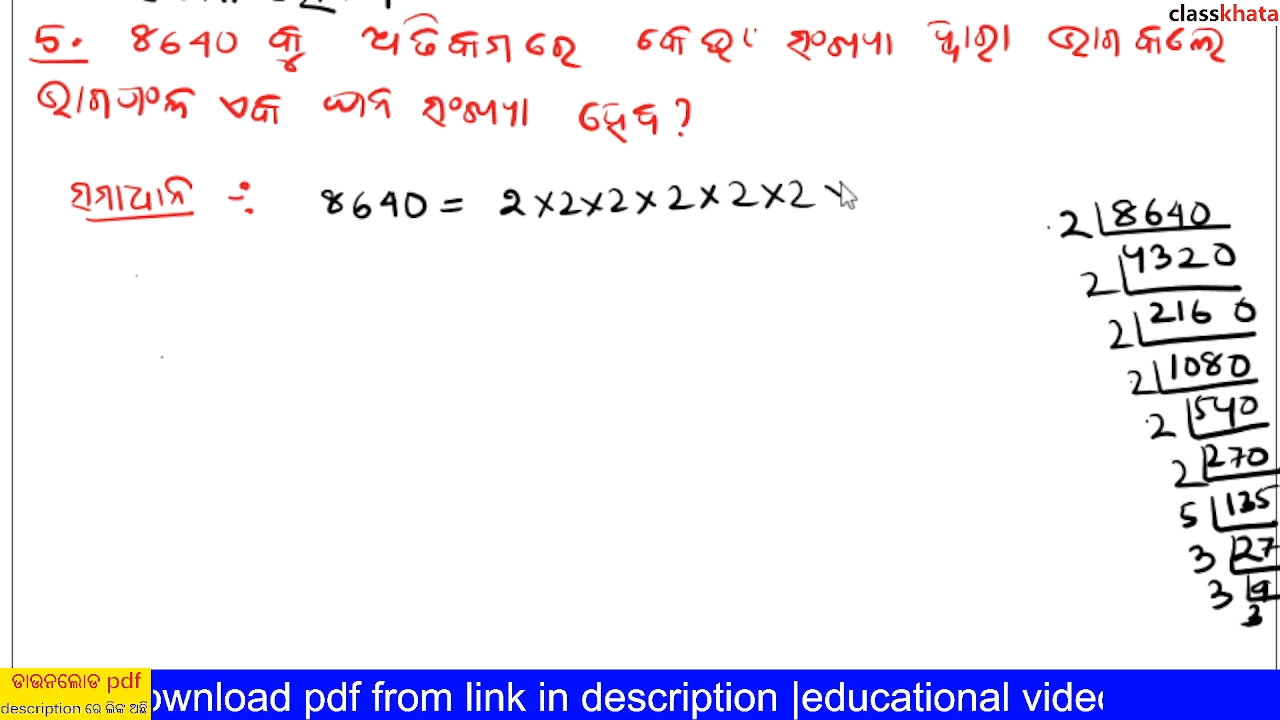 classkhata
5. 8640 କୁ ଅତିକମରେ କେଉଁ ସଂଖ୍ୟା ଦ୍ୱାରା ଭାଗକଲେ
ଭାଗଫଳ ଏକ ଘନ ସଂଖ୍ୟା ହେବ?
ସମାଧାନ ÷ 8640 = 2×2×2×2×2×2×
2 8640
2 4320
2 2160
2 1080
2 540
2 270
5 135
3 27
3 9
3
ଡାଉନଲୋଡ pdf
description ରେ ଲିଙ୍କ ଅଛି
ownload pdf from link in description |educational vide